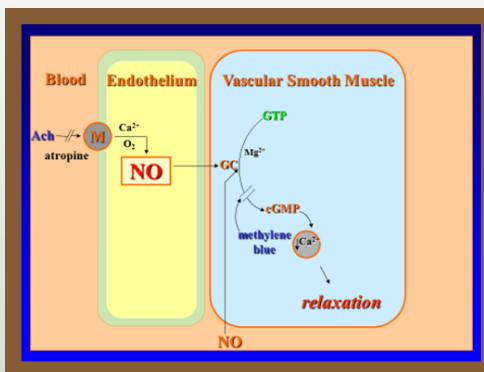 Blood
Endothelium
Vascular Smooth Muscle
Ach
atropine
M
Ca²⁺
O₂
NO
GTP
Mg²⁺
GC
cGMP
methylene
blue
↓Ca²⁺
relaxation
NO